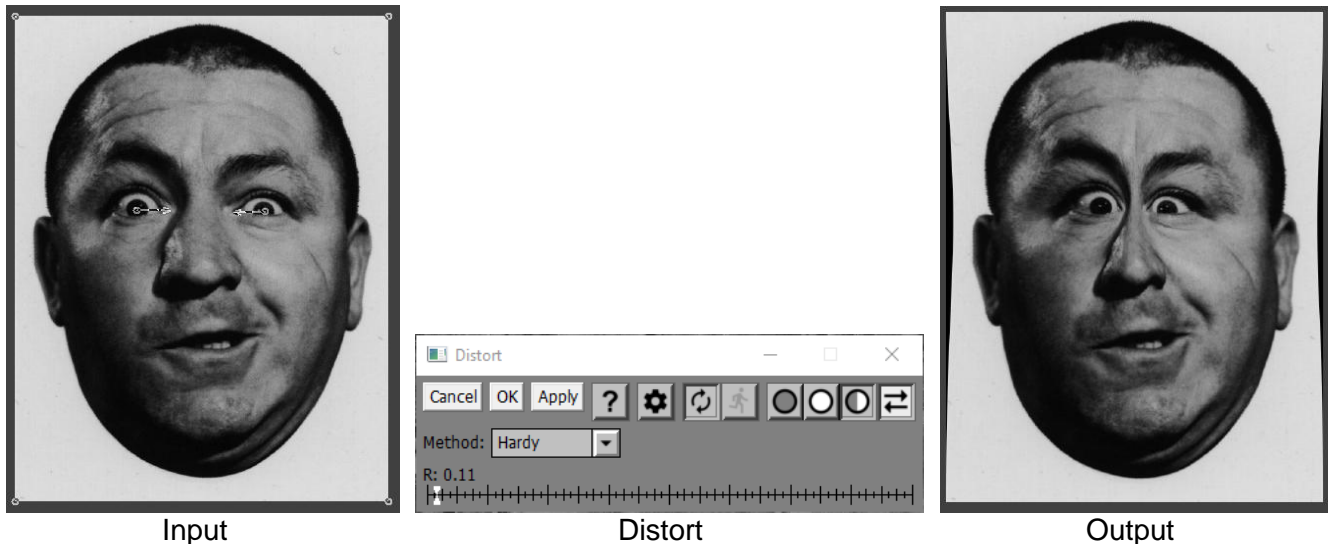 Distort
Cancel OK Apply ?
Method: Hardy
R: 0.11
Input Distort Output